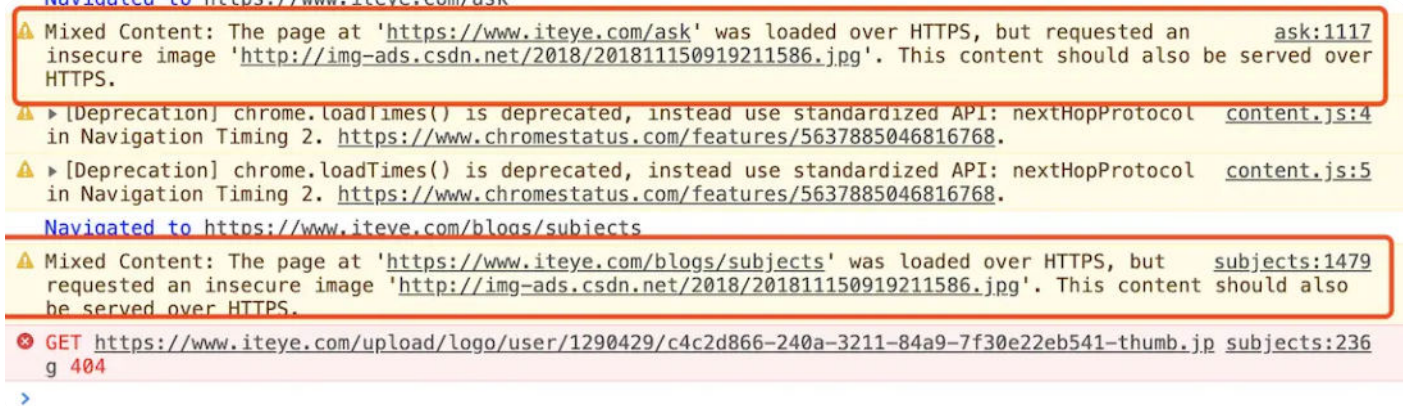 Navigated to https://www.iteye.com/ask
Mixed Content: The page at 'https://www.iteye.com/ask' was loaded over HTTPS, but requested an ask:1117
insecure image 'http://img-ads.csdn.net/2018/201811150919211586.jpg'. This content should also be served over
HTTPS.
[Deprecation] chrome.loadTimes() is deprecated, instead use standardized API: nextHopProtocol content.js:4
in Navigation Timing 2. https://www.chromestatus.com/features/5637885046816768.
[Deprecation] chrome.loadTimes() is deprecated, instead use standardized API: nextHopProtocol content.js:5
in Navigation Timing 2. https://www.chromestatus.com/features/5637885046816768.
Navigated to https://www.iteye.com/blogs/subjects
Mixed Content: The page at 'https://www.iteye.com/blogs/subjects' was loaded over HTTPS, but subjects:1479
requested an insecure image 'http://img-ads.csdn.net/2018/201811150919211586.jpg'. This content should also
be served over HTTPS.
GET https://www.iteye.com/upload/logo/user/1290429/c4c2d866-240a-3211-84a9-7f30e22eb541-thumb.jp subjects:236
g 404